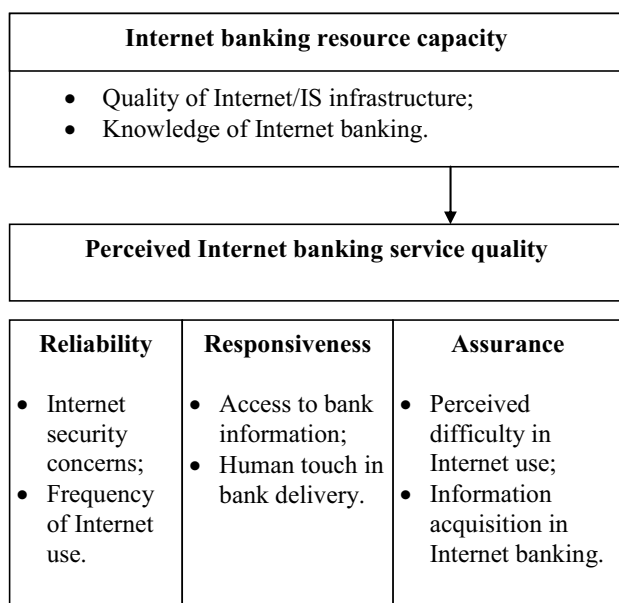 Internet banking resource capacity
• Quality of Internet/IS infrastructure;
• Knowledge of Internet banking.
Perceived Internet banking service quality
Reliability
• Internet
security
concerns;
• Frequency
of Internet
use.
Responsiveness
• Access to bank
information;
• Human touch in
bank delivery.
Assurance
• Perceived
difficulty in
Internet use;
• Information
acquisition in
Internet banking.